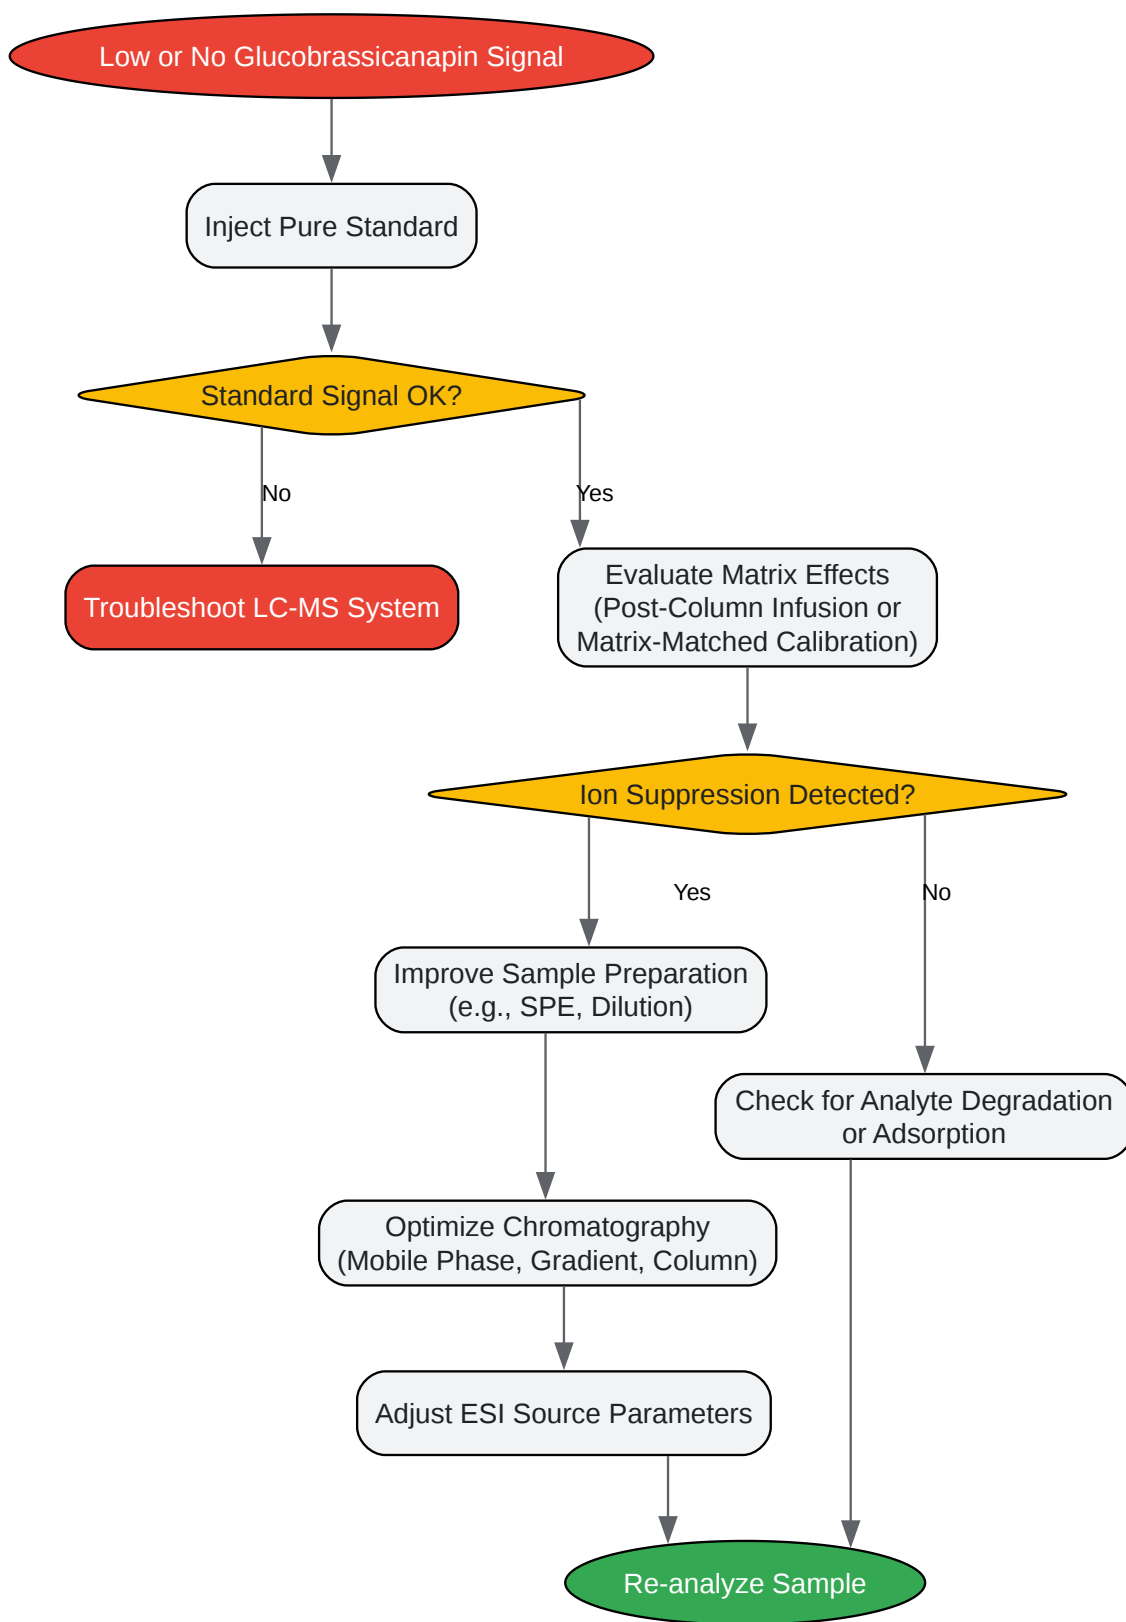 Low or No Glucobrassicanapin Signal
Inject Pure Standard
Standard Signal OK?
No
Yes
Troubleshoot LC-MS System
Evaluate Matrix Effects
(Post-Column Infusion or
Matrix-Matched Calibration)
Ion Suppression Detected?
Yes
No
Improve Sample Preparation
(e.g., SPE, Dilution)
Check for Analyte Degradation
or Adsorption
Optimize Chromatography
(Mobile Phase, Gradient, Column)
Adjust ESI Source Parameters
Re-analyze Sample